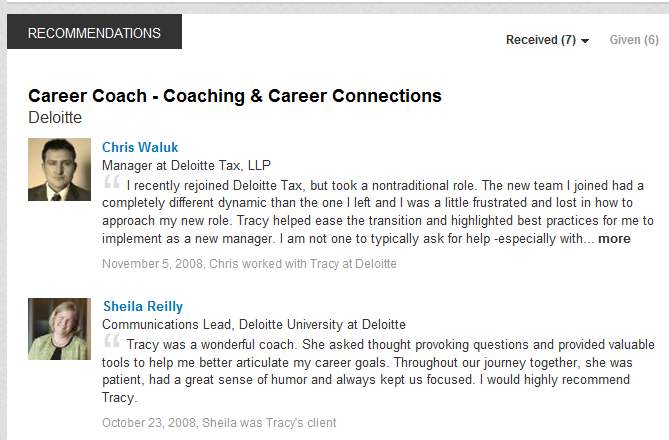 RECOMMENDATIONS
Received (7)
Given (6)
Career Coach - Coaching & Career Connections
Deloitte
Chris Waluk
Manager at Deloitte Tax, LLP
“ I recently rejoined Deloitte Tax, but took a nontraditional role. The new team I joined had a
completely different dynamic than the one I left and I was a little frustrated and lost in how to
approach my new role. Tracy helped ease the transition and highlighted best practices for me to
implement as a new manager. I am not one to typically ask for help -especially with... more
November 5, 2008, Chris worked with Tracy at Deloitte
Sheila Reilly
Communications Lead, Deloitte University at Deloitte
“ Tracy was a wonderful coach. She asked thought provoking questions and provided valuable
tools to help me better articulate my career goals. Throughout our journey together, she was
patient, had a great sense of humor and always kept us focused. I would highly recommend
Tracy.
October 23, 2008, Sheila was Tracy's client